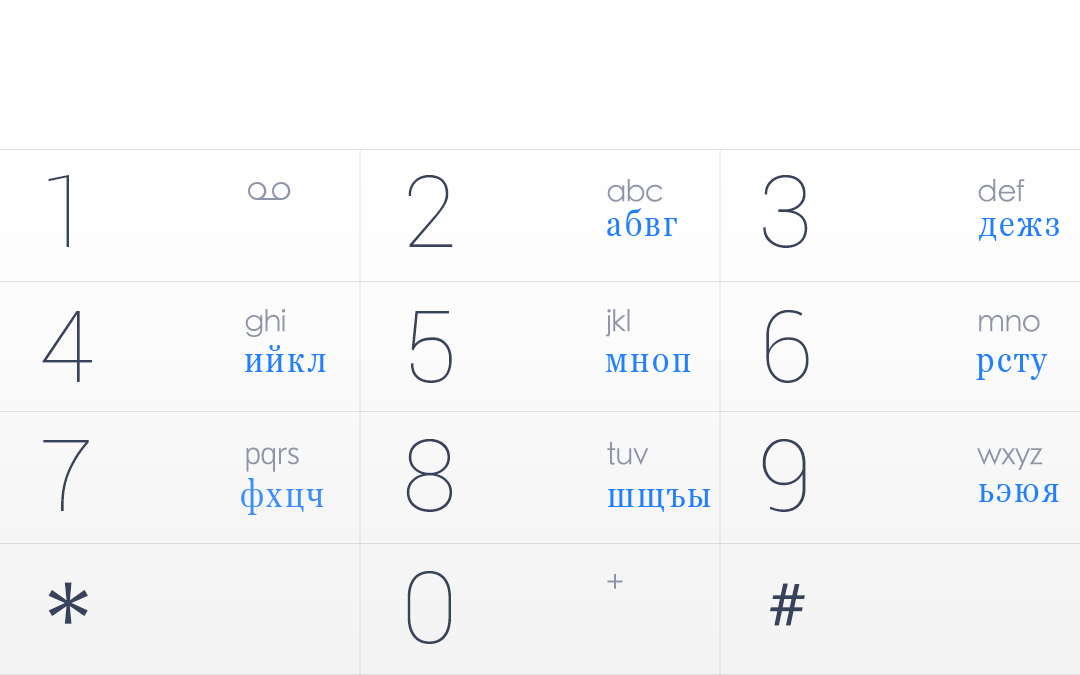 1
2 abc
абвг
3 def
дежз
4 ghi
ийкл
5 jkl
мноп
6 mno
рсту
7 pqrs
фхцч
8 tuv
шщъы
9 wxyz
ьэюя
*
0 +
#